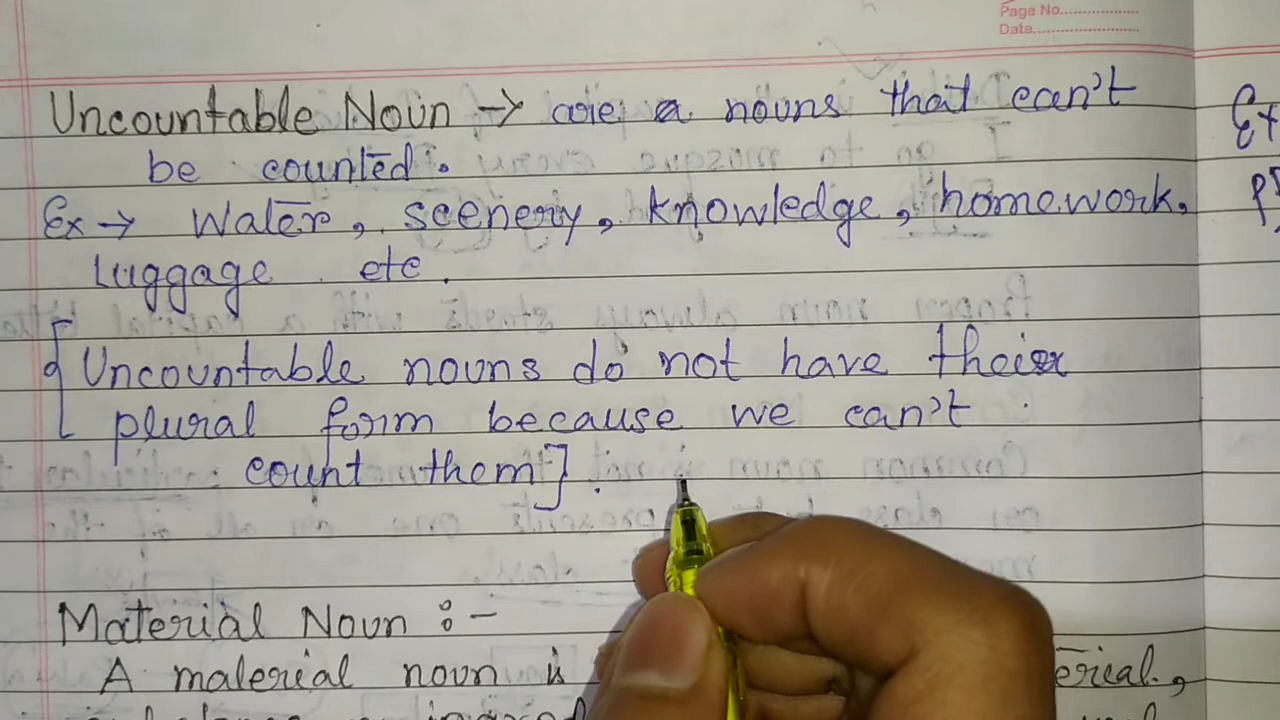 Page No.
Date.
Uncountable Noun → are a nouns that can't
be counted.
Ex → Water, scenery, knowledge, homework,
Luggage etc.
[Uncountable nouns do not have their
plural form because we can't
count them].
Material Noun :-
A material noun is
Ex